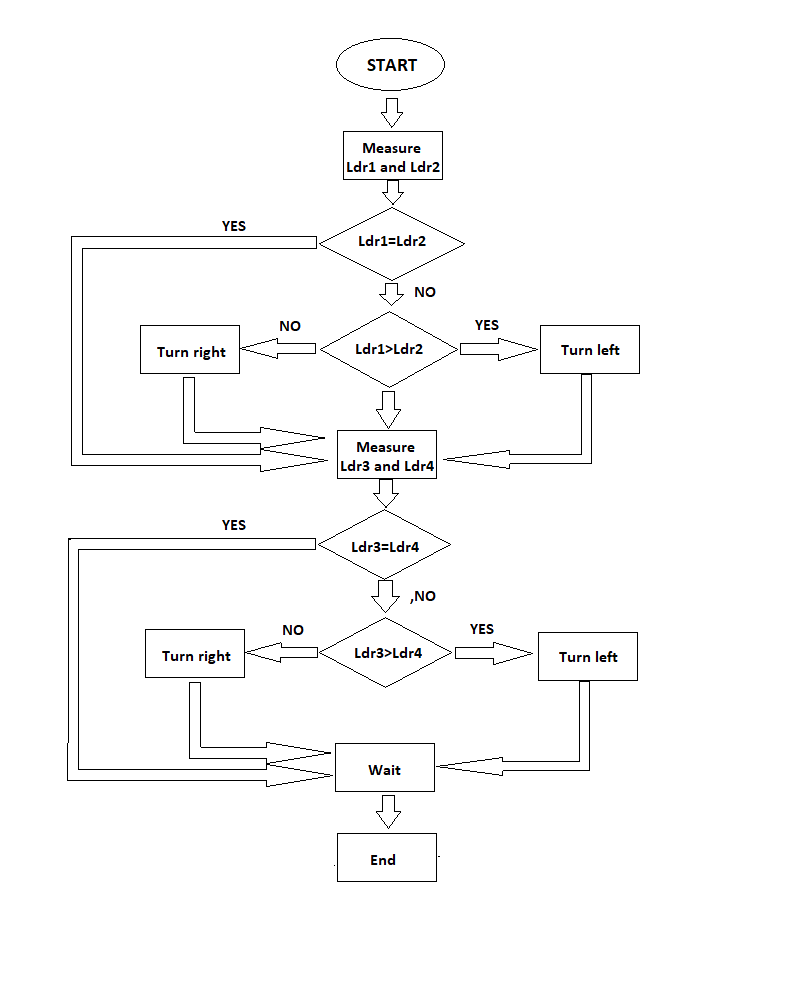 START
Measure
Ldr1 and Ldr2
YES
Ldr1=Ldr2
NO
NO
YES
Turn right
Ldr1>Ldr2
Turn left
Measure
Ldr3 and Ldr4
YES
Ldr3=Ldr4
,NO
NO
YES
Turn right
Ldr3>Ldr4
Turn left
Wait
End